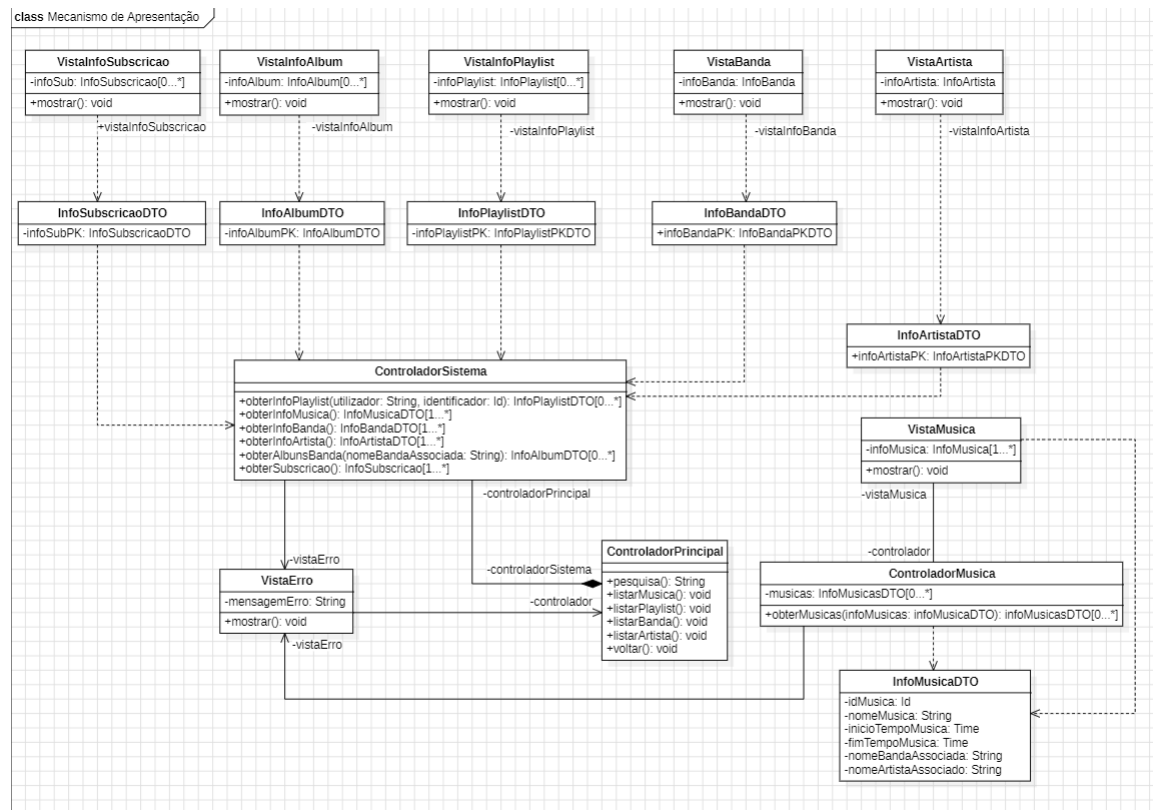 class Mecanismo de Apresentação
VistaInfoSubscricao
-infoSub: InfoSubscricao[0...*]
+mostrar(): void
+vistaInfoSubscricao
VistaInfoAlbum
-infoAlbum: InfoAlbum[0...*]
+mostrar(): void
-vistaInfoAlbum
VistaInfoPlaylist
-infoPlaylist: InfoPlaylist[0...*]
+mostrar(): void
-vistaInfoPlaylist
VistaBanda
-infoBanda: InfoBanda
+mostrar(): void
-vistaInfoBanda
VistaArtista
-infoArtista: InfoArtista
+mostrar(): void
-vistaInfoArtista
InfoSubscricaoDTO
-infoSubPK: InfoSubscricaoDTO
InfoAlbumDTO
-infoAlbumPK: InfoAlbumDTO
InfoPlaylistDTO
-infoPlaylistPK: InfoPlaylistPKDTO
InfoBandaDTO
+infoBandaPK: InfoBandaPKDTO
InfoArtistaDTO
+infoArtistaPK: InfoArtistaPKDTO
ControladorSistema
+obterInfoPlaylist(utilizador: String, identificador: Id): InfoPlaylistDTO[0...*]
+obterInfoMusica(): InfoMusicaDTO[1...*]
+obterInfoBanda(): InfoBandaDTO[1...*]
+obterInfoArtista(): InfoArtistaDTO[1...*]
+obterAlbunsBanda(nomeBandaAssociada: String): InfoAlbumDTO[0...*]
+obterSubscricao(): InfoSubscricao[1...*]
VistaMusica
-infoMusica: InfoMusica[1...*]
+mostrar(): void
-vistaMusica
-controladorPrincipal
-controlador
-vistaErro
-controladorSistema
VistaErro
-mensagemErro: String
+mostrar(): void
-controlador
-vistaErro
ControladorPrincipal
+pesquisa(): String
+listarMusica(): void
+listarPlaylist(): void
+listarBanda(): void
+listarArtista(): void
+voltar(): void
ControladorMusica
-musicas: InfoMusicasDTO[0...*]
+obterMusicas(infoMusicas: infoMusicaDTO): infoMusicasDTO[0...*]
InfoMusicaDTO
-idMusica: Id
-nomeMusica: String
-inicioTempoMusica: Time
-fimTempoMusica: Time
-nomeBandaAssociada: String
-nomeArtistaAssociado: String